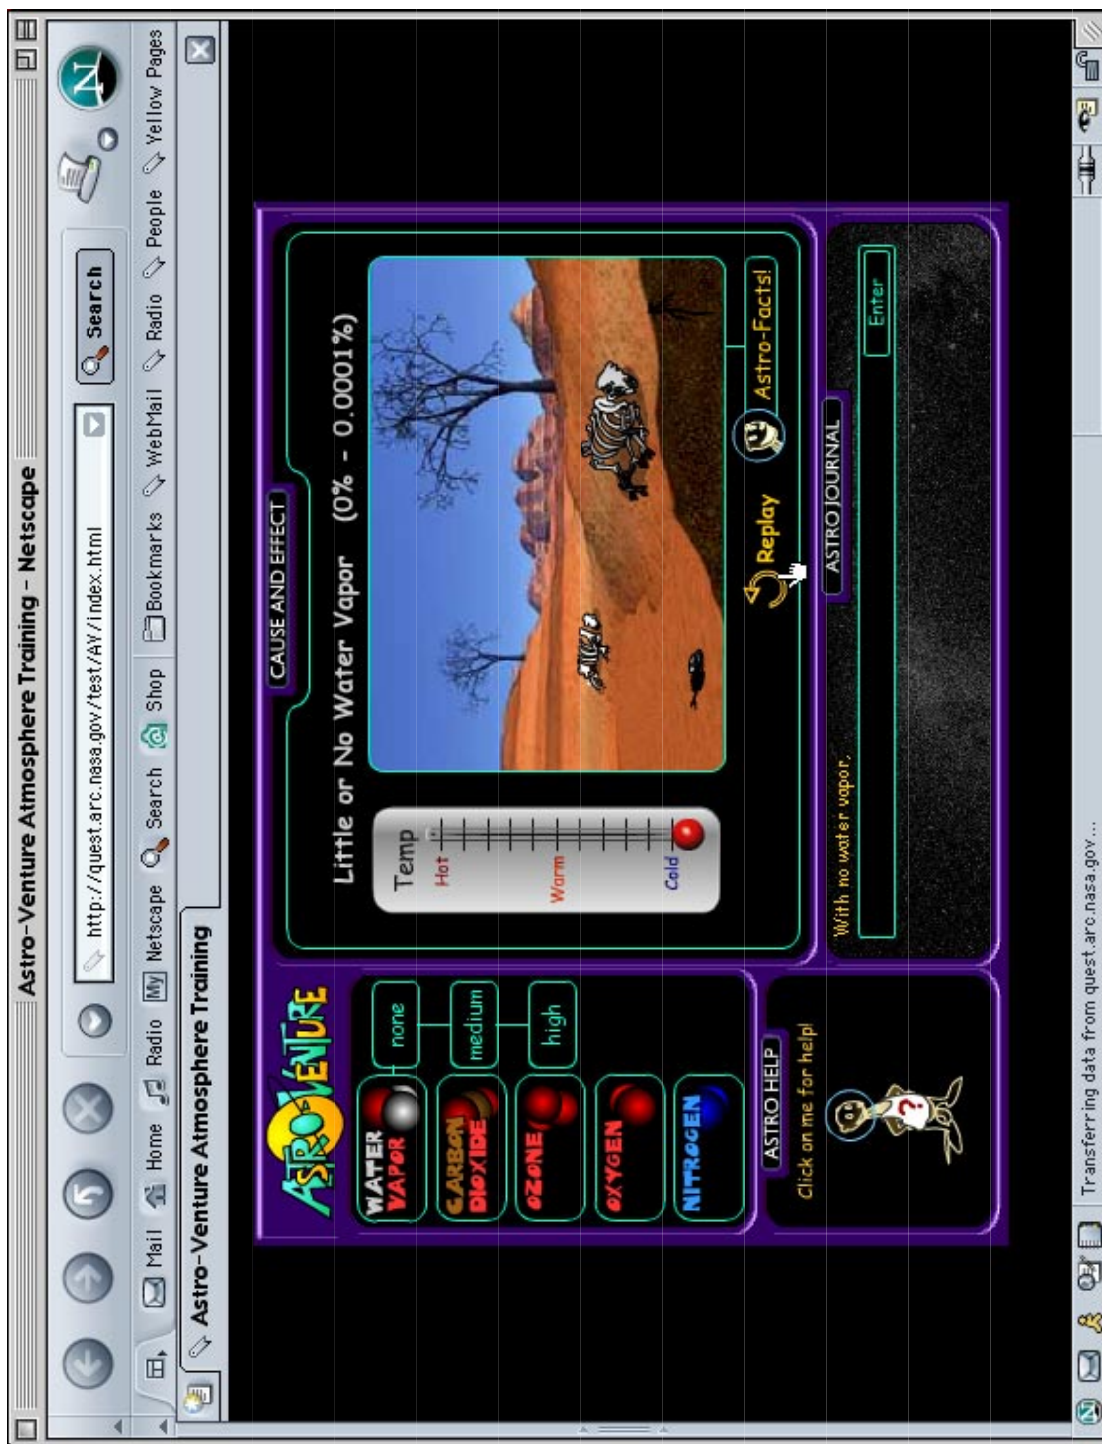 Astro-Venture Atmosphere Training - Netscape
http://quest.arc.nasa.gov/test/AV/index.html
Search
N
Mail
Home
Radio
My Netscape
Search
Shop
Bookmarks
WebMail
Radio
People
Yellow Pages
Astro-Venture Atmosphere Training
ASTRO-VENTURE
WATER
VAPOR
none
CARBON
DIOXIDE
medium
OZONE
high
OXYGEN
NITROGEN
ASTRO HELP
Click on me for help!
?
CAUSE AND EFFECT
Little or No Water Vapor (0% - 0.0001%)
Temp
Hot
Warm
Cold
Replay
Astro-Facts!
ASTRO JOURNAL
With no water vapor,
Enter
N
Transferring data from quest.arc.nasa.gov...